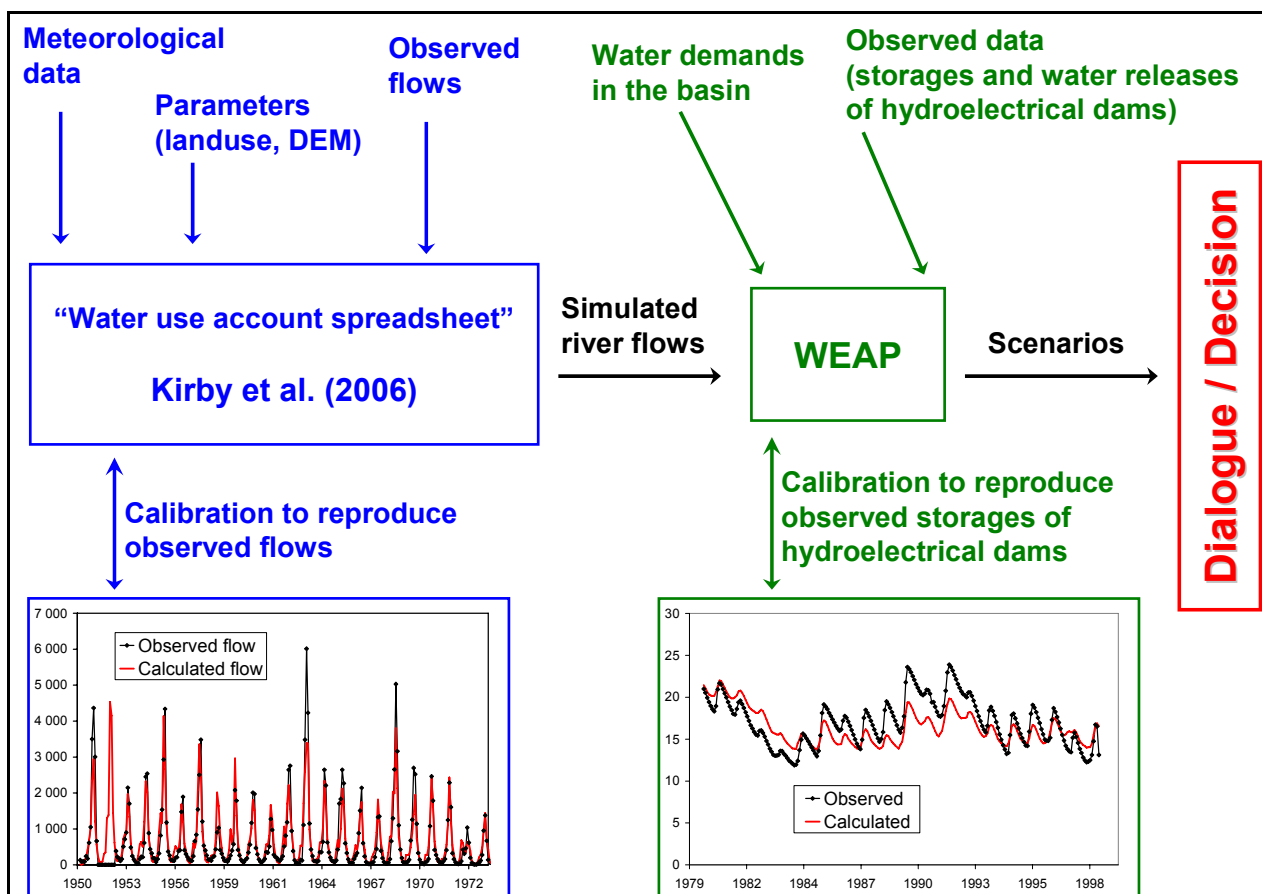 Meteorological
data
Parameters
(landuse, DEM)
Observed
flows
Water demands
in the basin
Observed data
(storages and water releases
of hydroelectrical dams)
“Water use account spreadsheet”
Kirby et al. (2006)
Simulated
river flows
WEAP
Scenarios
Dialogue / Decision
Calibration to reproduce
observed flows
Calibration to reproduce
observed storages of
hydroelectrical dams
7 000
6 000
5 000
4 000
3 000
2 000
1 000
0
Observed flow
Calculated flow
1950 1953 1956 1959 1961 1964 1967 1970 1972
30
25
20
15
10
5
0
Observed
Calculated
1979 1982 1984 1987 1990 1993 1995 1998